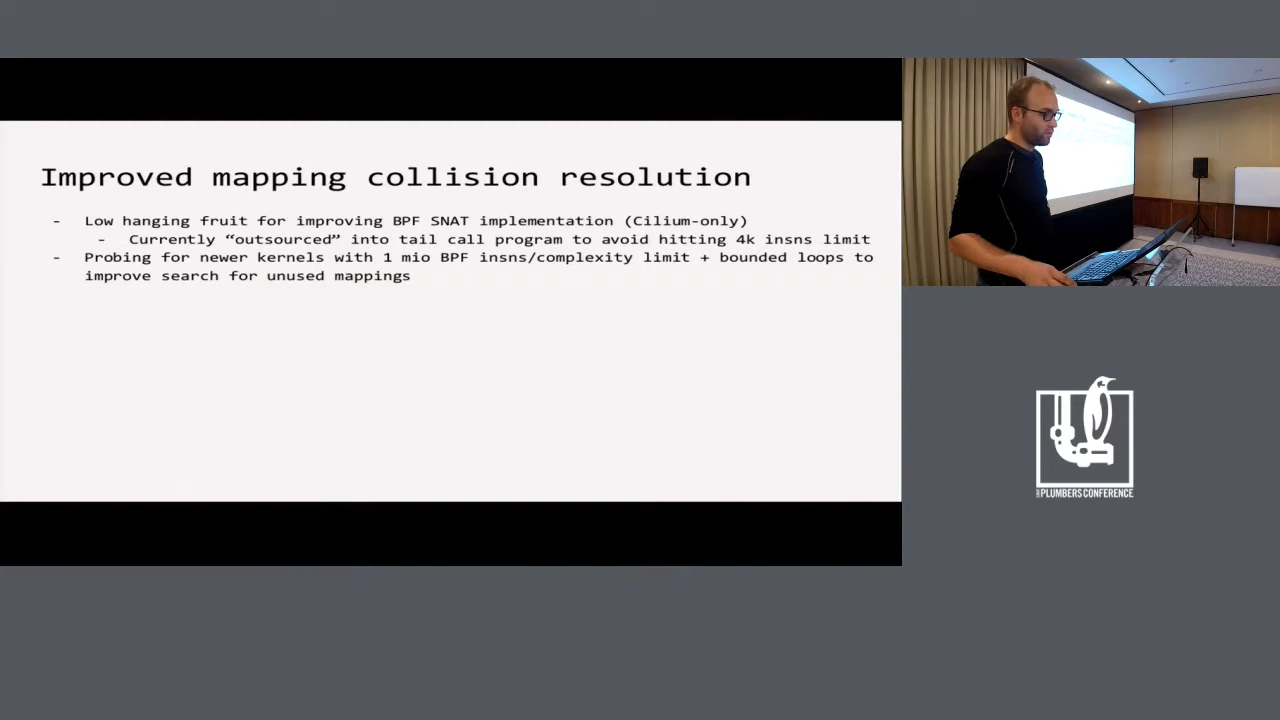 Improved mapping collision resolution
- Low hanging fruit for improving BPF SNAT implementation (Cilium-only)
- Currently “outsourced” into tail call program to avoid hitting 4k insns limit
- Probing for newer kernels with 1 mio BPF insns/complexity limit + bounded loops to
improve search for unused mappings
PLUMBERS CONFERENCE